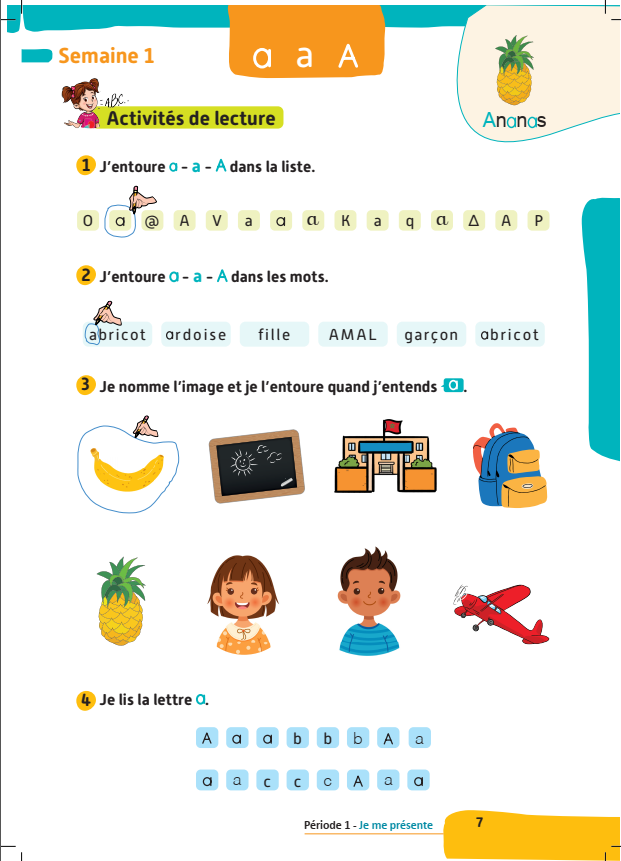 a a A
Semaine 1
Ananas
ABC..
Activités de lecture
1 J'entoure a - a - A dans la liste.
O a @ A V a a a K a q a Δ A P
2 J'entoure a - a - A dans les mots.
abricot ardoise fille AMAL garçon abricot
3 Je nomme l'image et je l'entoure quand j'entends a.
4 Je lis la lettre a.
A a a b b b A a
a a c c c A a a
Période 1 - Je me présente 7